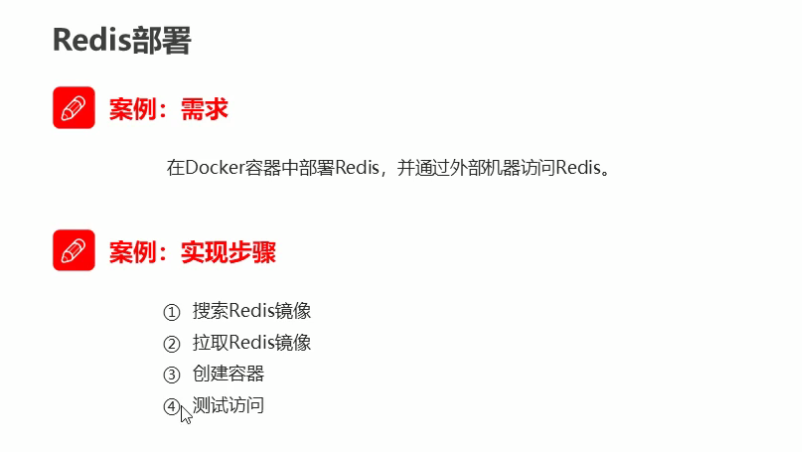 Redis部署
案例：需求
在Docker容器中部署Redis，并通过外部机器访问Redis。
案例：实现步骤
① 搜索Redis镜像
② 拉取Redis镜像
③ 创建容器
④ 测试访问